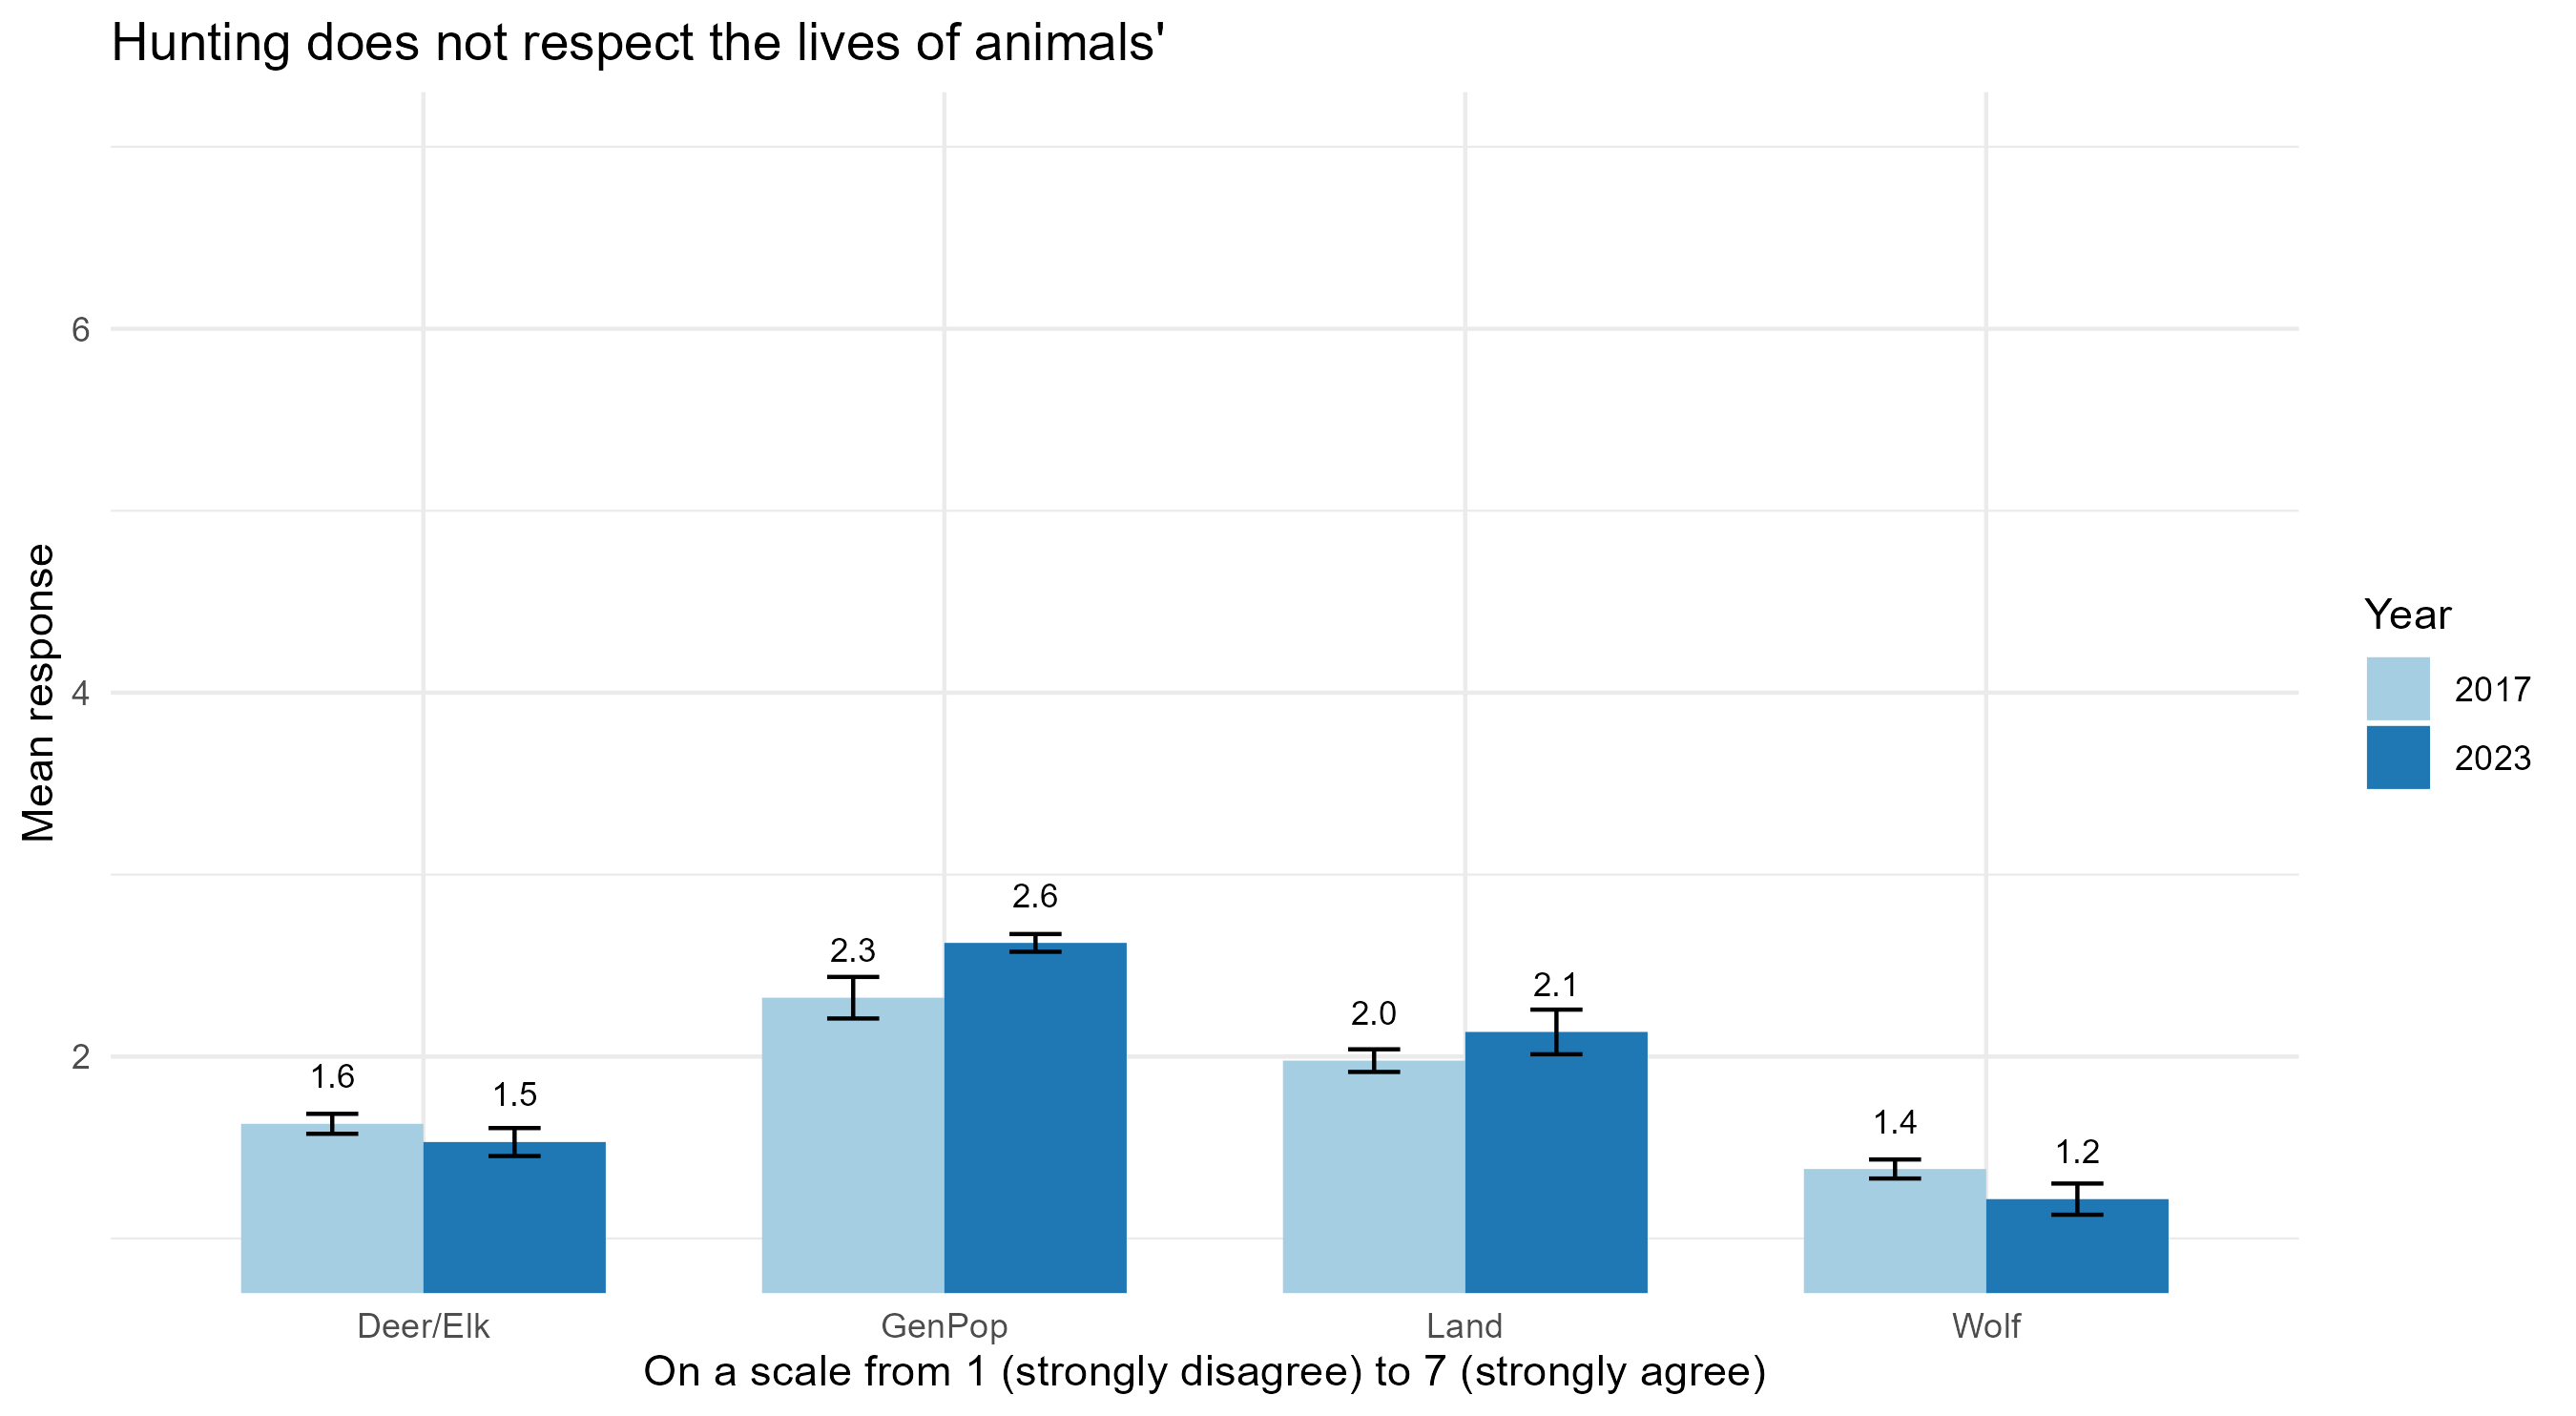 Hunting does not respect the lives of animals'
Mean response
6
4
2
1.6
1.5
2.3
2.6
2.0
2.1
1.4
1.2
Deer/Elk
GenPop
Land
Wolf
On a scale from 1 (strongly disagree) to 7 (strongly agree)
Year
2017
2023